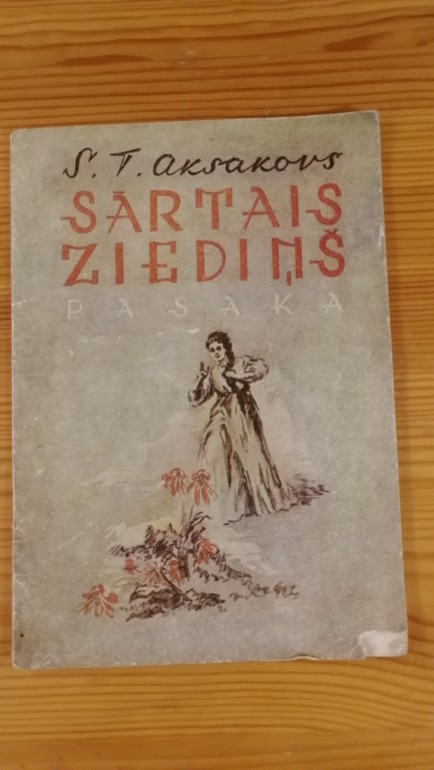 S. T. Aksakovs
SĀRTAIS
ZIEDIŅŠ
PASAKA